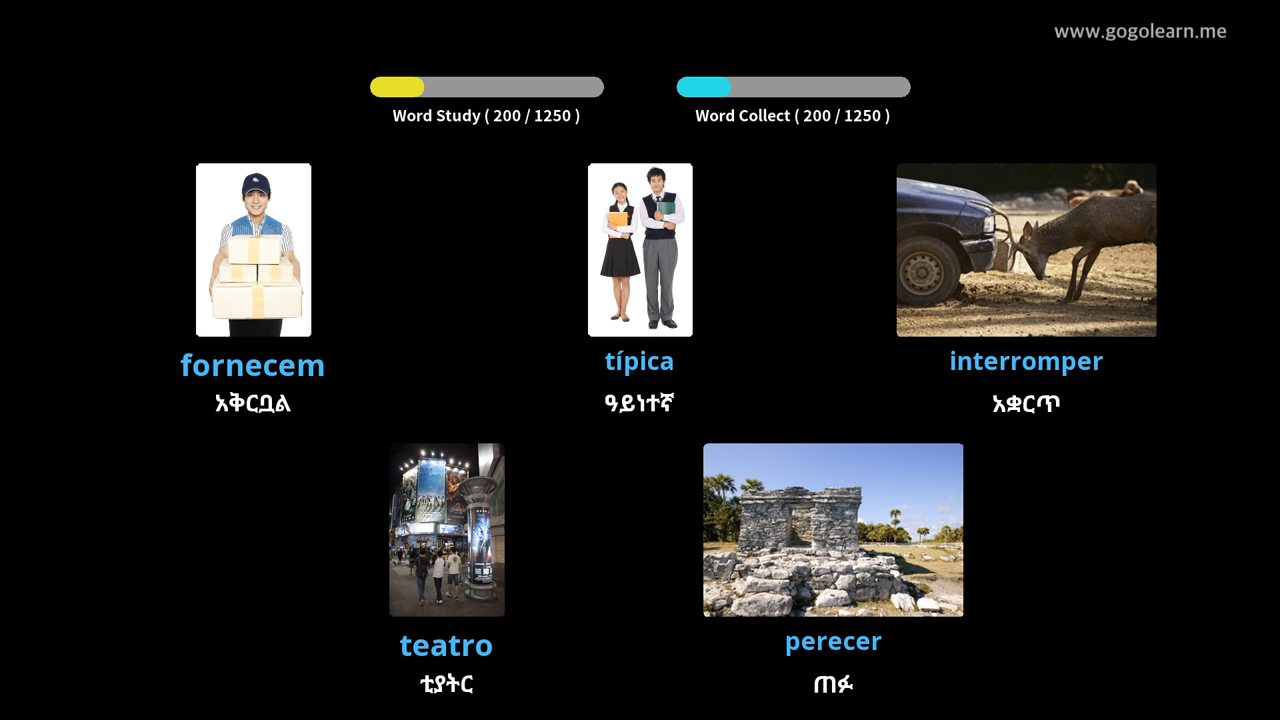 www.gogolearn.me
Word Study ( 200 / 1250 )
Word Collect ( 200 / 1250 )
fornecem
አቅርቧል
típica
ዓይነተኛ
interromper
አቋርጥ
teatro
ቲያትር
perecer
ጠፉ